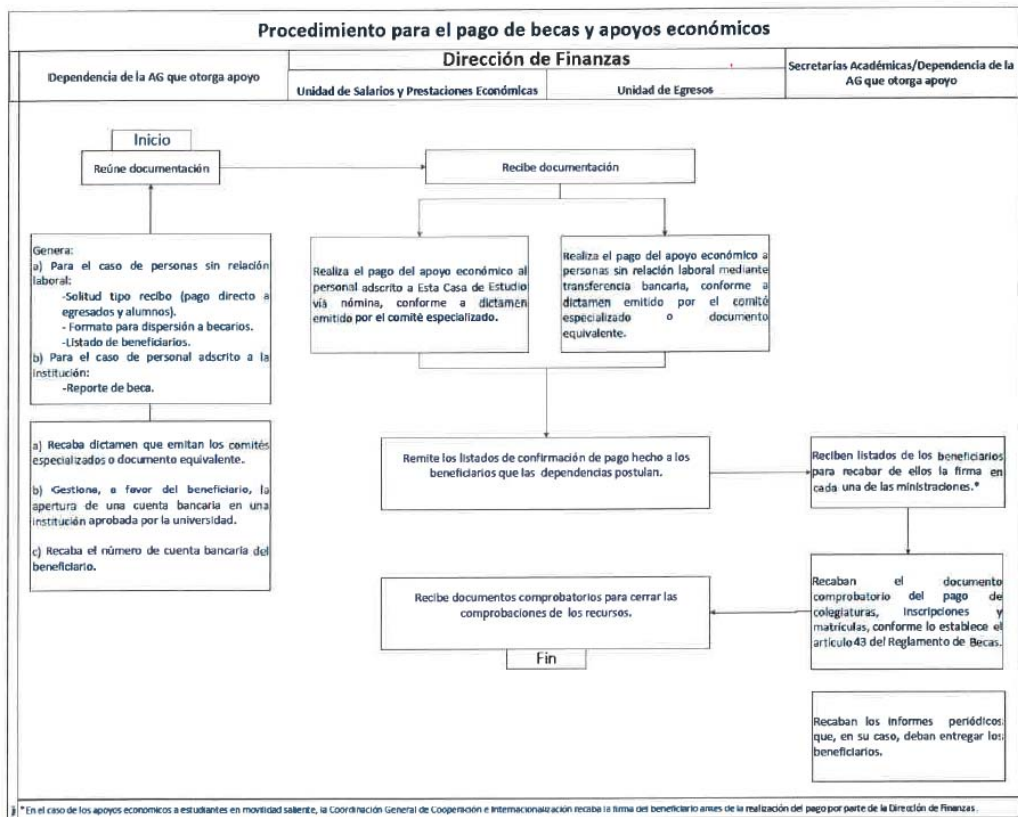 Procedimiento para el pago de becas y apoyos económicos
Dependencia de la AG que otorga apoyo
Dirección de Finanzas
Unidad de Salarios y Prestaciones Económicas
Unidad de Egresos
Secretarías Académicas/Dependencia de la
AG que otorga apoyo
Inicio
Reúne documentación
Recibe documentación
Genera:
a) Para el caso de personas sin relación
laboral:
-Solitud tipo recibo (pago directo a
egresados y alumnos).
- Formato para dispersión a becarios.
-Listado de beneficiarios.
b) Para el caso de personal adscrito a la
institución:
-Reporte de beca.
Realiza el pago del apoyo económico al
personal adscrito a Esta Casa de Estudio
vía nómina, conforme a dictamen
emitido por el comité especializado.
Realiza el pago del apoyo económico a
personas sin relación laboral mediante
transferencia bancaria, conforme a
dictamen emitido por el comité
especializado o documento
equivalente.
a) Recaba dictamen que emitan los comités
especializados o documento equivalente.
b) Gestiona, a favor del beneficiario, la
apertura de una cuenta bancaria en una
institución aprobada por la universidad.
c) Recaba el número de cuenta bancaria del
beneficiario.
Remite los listados de confirmación de pago hecho a los
beneficiarios que las dependencias postulan.
Reciben listados de los beneficiarios
para recabar de ellos la firma en
cada una de las ministraciones.*
Recaban el documento
comprobatorio del pago de
colegiaturas, inscripciones y
matrículas, conforme lo establece el
artículo 43 del Reglamento de Becas.
Recibe documentos comprobatorios para cerrar las
comprobaciones de los recursos.
Fin
Recaban los informes periódicos
que, en su caso, deban entregar los
beneficiarios.
*En el caso de los apoyos económicos a estudiantes en movilidad saliente, la Coordinación General de Cooperación e Internacionalización recaba la firma del beneficiario antes de la realización del pago por parte de la Dirección de Finanzas.